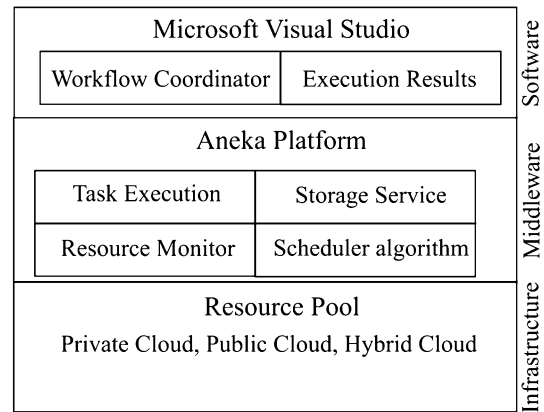 Microsoft Visual Studio
Workflow Coordinator
Execution Results
Software
Aneka Platform
Task Execution
Storage Service
Resource Monitor
Scheduler algorithm
Middleware
Resource Pool
Private Cloud, Public Cloud, Hybrid Cloud
Infrastructure